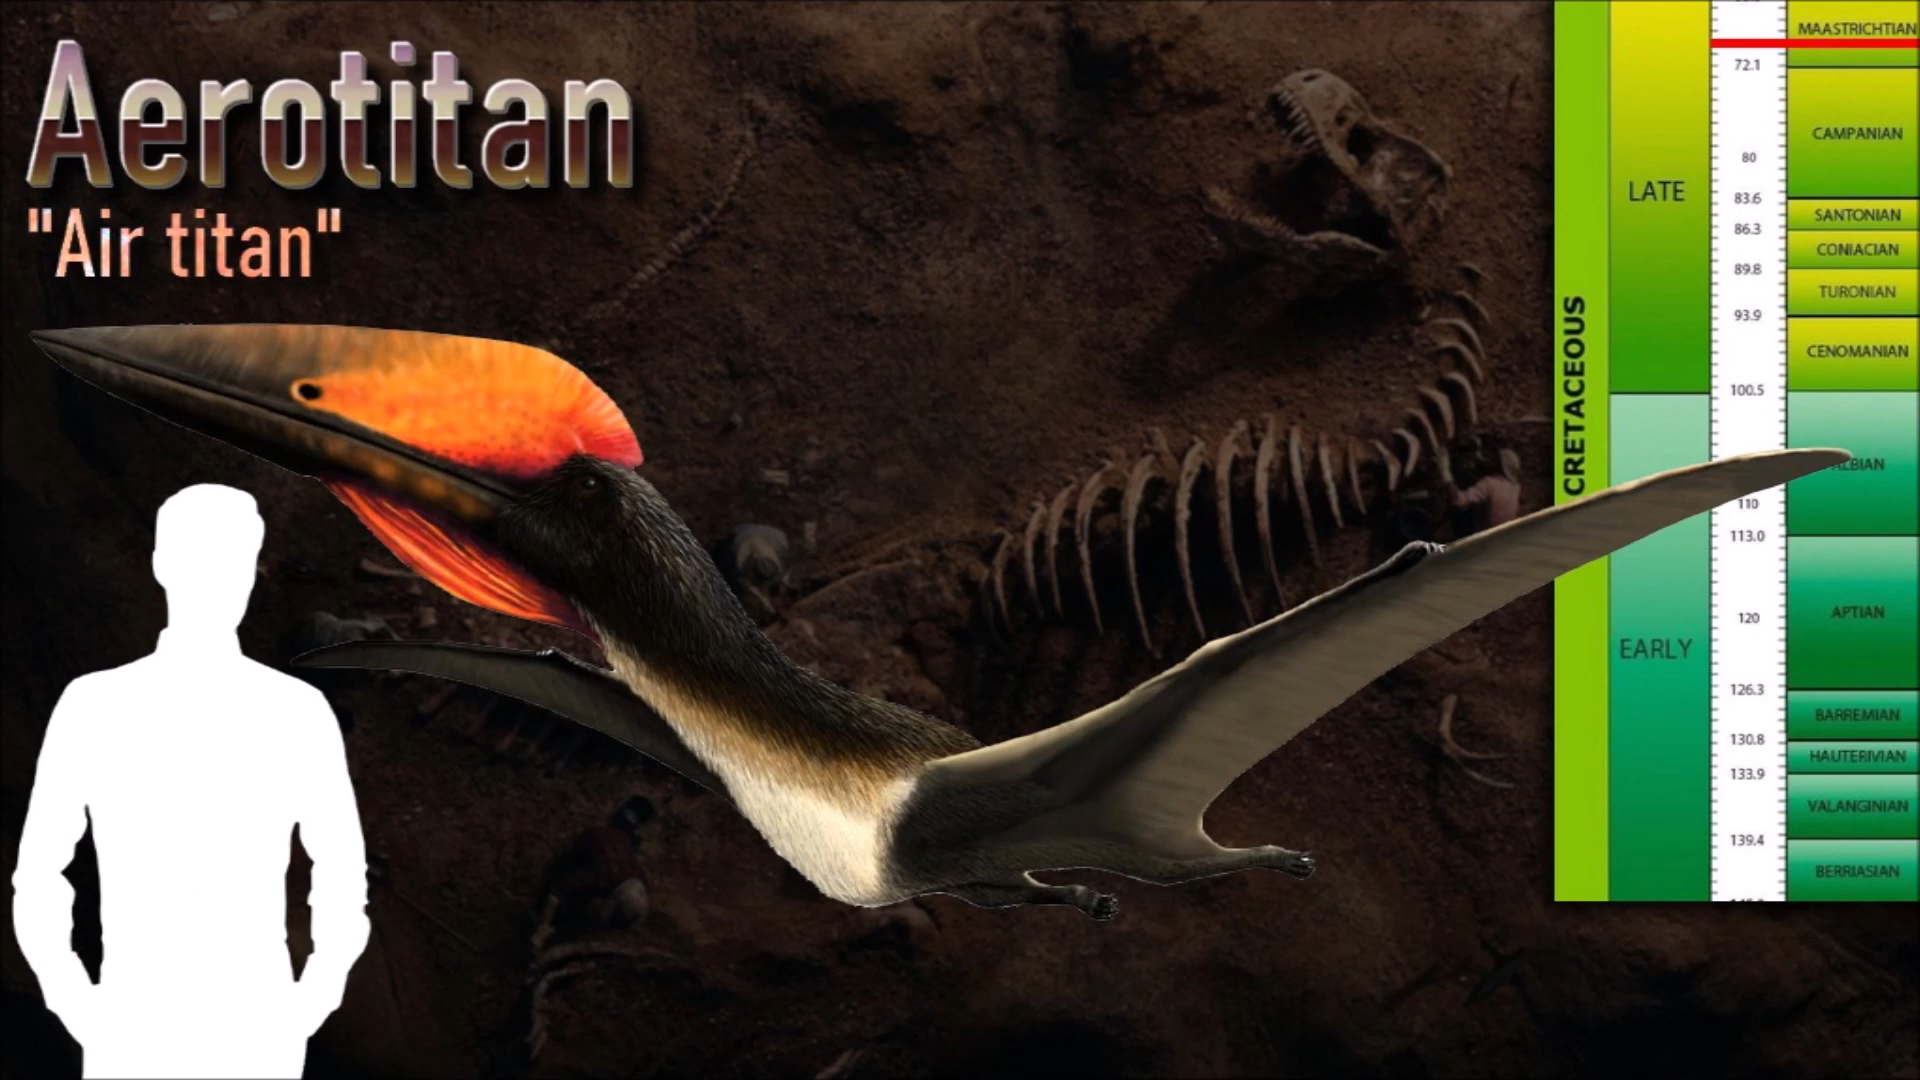 Aerotitan
"Air titan"
CRETACEOUS
LATE
EARLY
MAASTRICHTIAN
72.1
CAMPANIAN
80
83.6
SANTONIAN
86.3
CONIACIAN
89.8
TURONIAN
93.9
CENOMANIAN
100.5
ALBIAN
110
113.0
APTIAN
120
126.3
BARREMIAN
130.8
HAUTERIVIAN
133.9
VALANGINIAN
139.4
BERRIASIAN